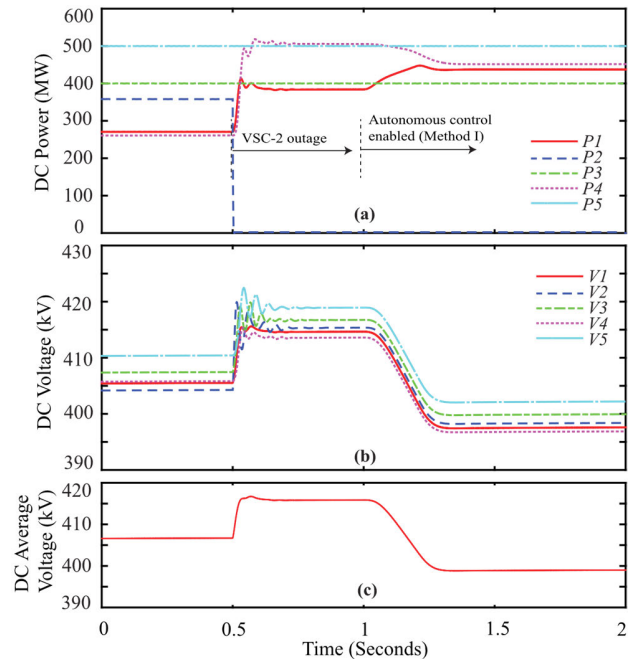 600
500
400
300
200
100
0
DC Power (MW)
VSC-2 outage
Autonomous control
enabled (Method I)
P1
P2
P3
P4
P5
(a)
430
420
410
400
390
DC Voltage (kV)
V1
V2
V3
V4
V5
(b)
420
410
400
390
DC Average
Voltage (kV)
(c)
0
0.5
1
1.5
2
Time (Seconds)